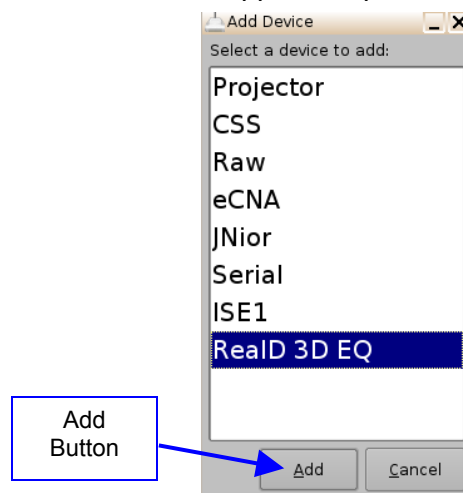 Add Device
Select a device to add:
Projector
CSS
Raw
eCNA
JNior
Serial
ISE1
RealD 3D EQ
Add
Button
Add
Cancel